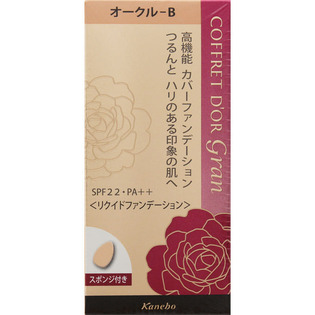 オークル-B
COFFRET D'OR Gran
高機能 カバーファンデーション
つるんと ハリのある印象の肌へ
SPF22・PA++
<リクイドファンデーション>
スポンジ付き
Kanebo